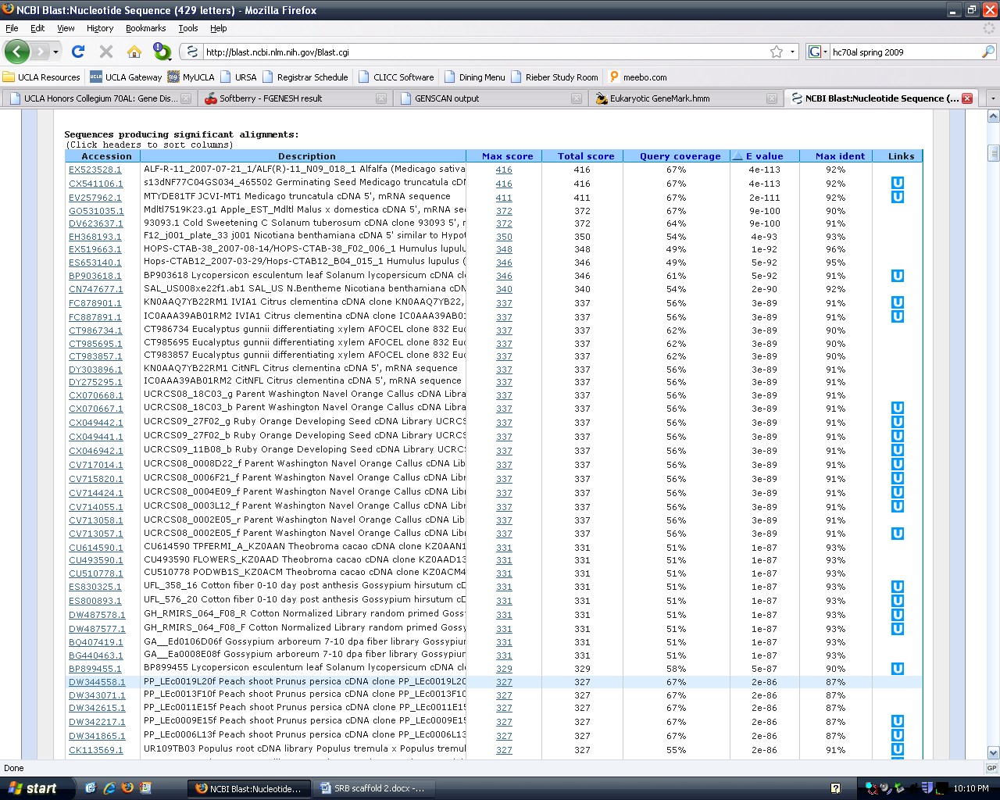 NCBI Blast:Nucleotide Sequence (429 letters) - Mozilla Firefox
File Edit View History Bookmarks Tools Help
http://blast.ncbi.nlm.nih.gov/Blast.cgi hc70al spring 2009
UCLA Resources UCLA Gateway MyUCLA URSA Registrar Schedule CLICC Software Dining Menu Rieber Study Room meebo.com
UCLA Honors Collegium 70AL: Gene Dis... Softberry - FGENESH result GENSCAN output Eukaryotic GeneMark.hmm NCBI Blast:Nucleotide Sequence (...
Sequences producing significant alignments:
(Click headers to sort columns)
Accession Description Max score Total score Query coverage E value Max ident Links
EX523528.1 ALF-R-11_2007-07-21_1/ALF(R)-11_N09_018_1 Alfalfa (Medicago sativa 416 416 67% 4e-113 92%
CX541106.1 s13dNF77C04GS034_465502 Germinating Seed Medicago truncatula cDN 416 416 67% 4e-113 92% U
EV257962.1 MTYDE81TF JCVI-MT1 Medicago truncatula cDNA 5', mRNA sequence 411 411 67% 2e-111 92% U
GO531035.1 Mdltl7519K23.g1 Apple_EST_Mdltl Malus x domestica cDNA 5', mRNA se 372 372 67% 9e-100 90%
DV623637.1 93093.1 Cold Sweetening C Solanum tuberosum cDNA clone 93093 5', r 372 372 64% 9e-100 91%
EH368193.1 F12_j001_plate_33 j001 Nicotiana benthamiana cDNA 5' similar to Hypot 350 350 54% 4e-93 93%
EX519663.1 HOPS-CTAB-38_2007-08-14/HOPS-CTAB-38_F02_006_1 Humulus lupulu 348 348 49% 1e-92 96%
ES653140.1 Hops-CTAB12_2007-03-29/Hops-CTAB12_B04_015_1 Humulus lupulus ( 346 346 49% 5e-92 95%
BP903618.1 BP903618 Lycopersicon esculentum leaf Solanum lycopersicum cDNA cl 346 346 61% 5e-92 91% U
CN747677.1 SAL_US008xe22f1.ab1 SAL_US N.Bentheme Nicotiana benthamiana cD 340 340 54% 2e-90 92%
FC878901.1 KN0AAQ7YB22RM1 IVIA1 Citrus clementina cDNA clone KN0AAQ7YB22, 337 337 56% 3e-89 91% U
FC887891.1 IC0AAA39AB01RM2 IVIA1 Citrus clementina cDNA clone IC0AAA39AB0 337 337 56% 3e-89 91% U
CT986734.1 CT986734 Eucalyptus gunnii differentiating xylem AFOCEL clone 832 Euc 337 337 62% 3e-89 90%
CT985695.1 CT985695 Eucalyptus gunnii differentiating xylem AFOCEL clone 832 Euc 337 337 62% 3e-89 90%
CT983857.1 CT983857 Eucalyptus gunnii differentiating xylem AFOCEL clone 832 Euc 337 337 62% 3e-89 90%
DY303896.1 KN0AAQ7YB22RM1 CitNFL Citrus clementina cDNA 5', mRNA sequence 337 337 56% 3e-89 91%
DY275295.1 IC0AAA39AB01RM2 CitNFL Citrus clementina cDNA 5', mRNA sequence 337 337 56% 3e-89 91%
CX070668.1 UCRCS08_18C03_g Parent Washington Navel Orange Callus cDNA Libra 337 337 56% 3e-89 91%
CX070667.1 UCRCS08_18C03_b Parent Washington Navel Orange Callus cDNA Libra 337 337 56% 3e-89 91% U
CX049442.1 UCRCS09_27F02_g Ruby Orange Developing Seed cDNA Library UCRCS 337 337 56% 3e-89 91% U
CX049441.1 UCRCS09_27F02_b Ruby Orange Developing Seed cDNA Library UCRCS 337 337 56% 3e-89 91% U
CX046942.1 UCRCS09_11B08_b Ruby Orange Developing Seed cDNA Library UCRCS 337 337 56% 3e-89 91% U
CV717014.1 UCRCS08_0008D22_f Parent Washington Navel Orange Callus cDNA Lib 337 337 56% 3e-89 91% U
CV715820.1 UCRCS08_0006F21_f Parent Washington Navel Orange Callus cDNA Libr 337 337 56% 3e-89 91% U
CV714424.1 UCRCS08_0004E09_f Parent Washington Navel Orange Callus cDNA Libr 337 337 56% 3e-89 91% U
CV714055.1 UCRCS08_0003L12_f Parent Washington Navel Orange Callus cDNA Libr 337 337 56% 3e-89 91% U
CV713058.1 UCRCS08_0002E05_r Parent Washington Navel Orange Callus cDNA Libr 337 337 56% 3e-89 91%
CV713057.1 UCRCS08_0002E05_f Parent Washington Navel Orange Callus cDNA Libr 337 337 56% 3e-89 91% U
CU614590.1 CU614590 TPFERMI_A_KZ0AAN Theobroma cacao cDNA clone KZ0AAN1 331 331 51% 1e-87 93%
CU493590.1 CU493590 FLOWERS_KZ0AAD Theobroma cacao cDNA clone KZ0AAD13 331 331 51% 1e-87 93%
CU510778.1 CU510778 PODWB1S_KZ0ACM Theobroma cacao cDNA clone KZ0ACM4 331 331 51% 1e-87 93%
ES830325.1 UFL_358_16 Cotton fiber 0-10 day post anthesis Gossypium hirsutum cD 331 331 51% 1e-87 93% U
ES800893.1 UFL_576_20 Cotton fiber 0-10 day post anthesis Gossypium hirsutum cD 331 331 51% 1e-87 93% U
DW487578.1 GH_RMIRS_064_F08_R Cotton Normalized Library random primed Gossy 331 331 51% 1e-87 93% U
DW487577.1 GH_RMIRS_064_F08_F Cotton Normalized Library random primed Gossy 331 331 51% 1e-87 93% U
BQ407419.1 GA__Ed0106D06f Gossypium arboreum 7-10 dpa fiber library Gossypiun 331 331 51% 1e-87 93%
BG440463.1 GA__Ea0008E08f Gossypium arboreum 7-10 dpa fiber library Gossypium 331 331 51% 1e-87 93%
BP899455.1 BP899455 Lycopersicon esculentum leaf Solanum lycopersicum cDNA cl 329 329 58% 5e-87 90% U
DW344558.1 PP_LEc0019L20f Peach shoot Prunus persica cDNA clone PP_LEc0019L20 327 327 67% 2e-86 87%
DW343071.1 PP_LEc0013F10f Peach shoot Prunus persica cDNA clone PP_LEc0013F10 327 327 67% 2e-86 87%
DW342615.1 PP_LEc0011E15f Peach shoot Prunus persica cDNA clone PP_LEc0011E15 327 327 67% 2e-86 87%
DW342217.1 PP_LEc0009E15f Peach shoot Prunus persica cDNA clone PP_LEc0009E15 327 327 67% 2e-86 87% U
DW341865.1 PP_LEc0006L13f Peach shoot Prunus persica cDNA clone PP_LEc0006L13 327 327 67% 2e-86 87% U
CK113569.1 UR109TB03 Populus root cDNA library Populus tremula x Populus tremul 327 327 55% 2e-86 91% U
Done GP
start NCBI Blast:Nucleotide... SRB scaffold 2.docx -... 10:10 PM